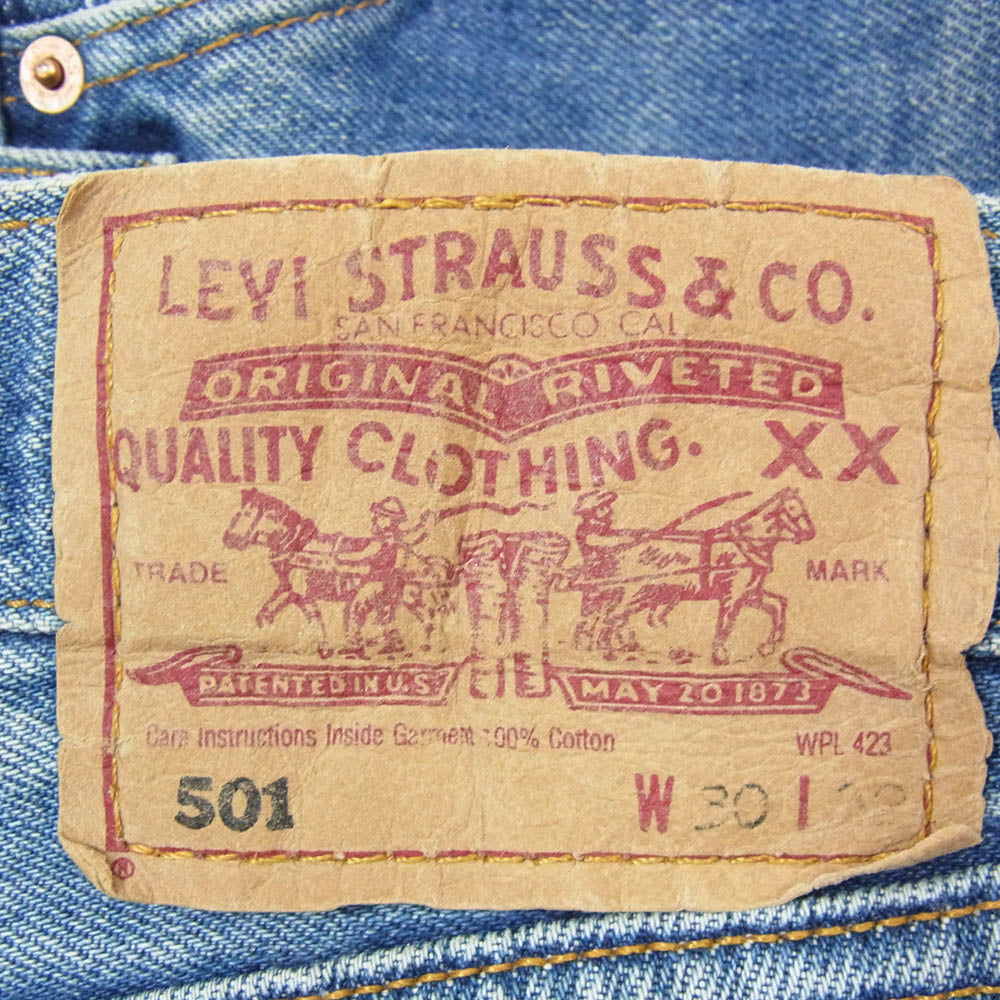 LEVI STRAUSS & CO.
SAN FRANCISCO CAL
ORIGINAL RIVETED
QUALITY CLOTHING. XX
TRADE MARK
PATENTED IN U.S. MAY 20 1873
Care Instructions Inside Garment 100% Cotton WPL 423
501 W 30 L
®